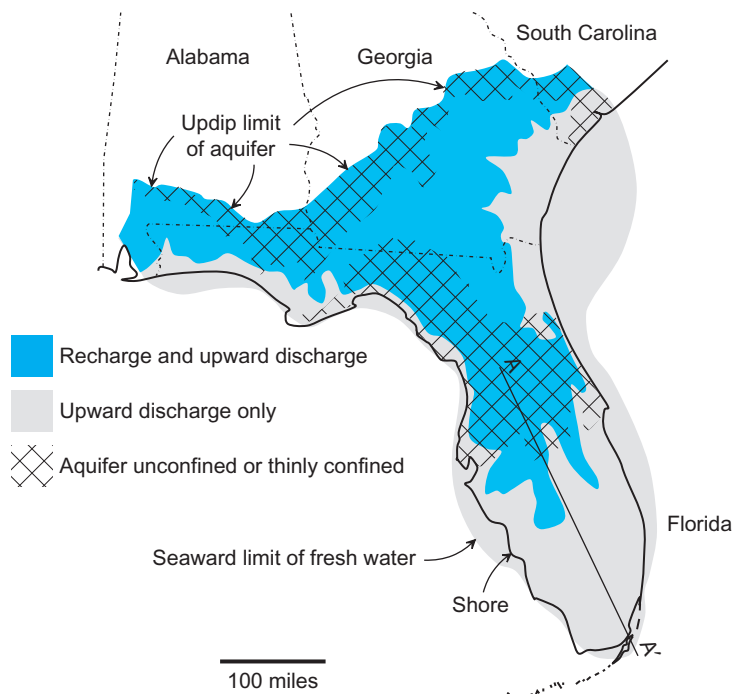 South Carolina
Alabama
Georgia
Updip limit
of aquifer
Recharge and upward discharge
A
Upward discharge only
Aquifer unconfined or thinly confined
Florida
Seaward limit of fresh water
Shore
A'
100 miles